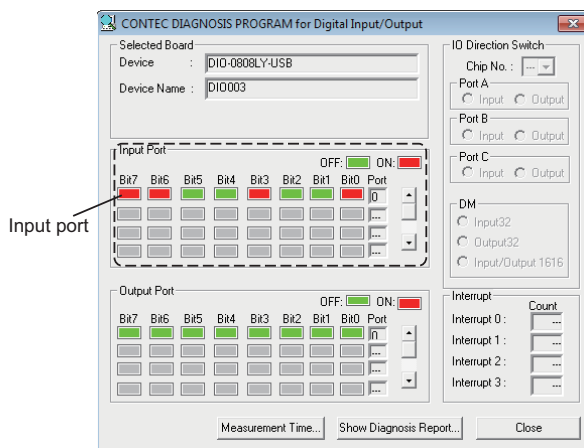 CONTEC DIAGNOSIS PROGRAM for Digital Input/Output
Selected Board
Device : DIO-0808LY-USB
Device Name : DIO003
Input Port
OFF: ON:
Bit7 Bit6 Bit5 Bit4 Bit3 Bit2 Bit1 Bit0 Port
0
---
---
---
Input port
Output Port
OFF: ON:
Bit7 Bit6 Bit5 Bit4 Bit3 Bit2 Bit1 Bit0 Port
0
---
---
---
IO Direction Switch
Chip No. : ---
Port A
Input Output
Port B
Input Output
Port C
Input Output
DM
Input32
Output32
Input/Output 1616
Interrupt
Count
Interrupt 0 : ---
Interrupt 1 : ---
Interrupt 2 : ---
Interrupt 3 : ---
Measurement Time... Show Diagnosis Report... Close